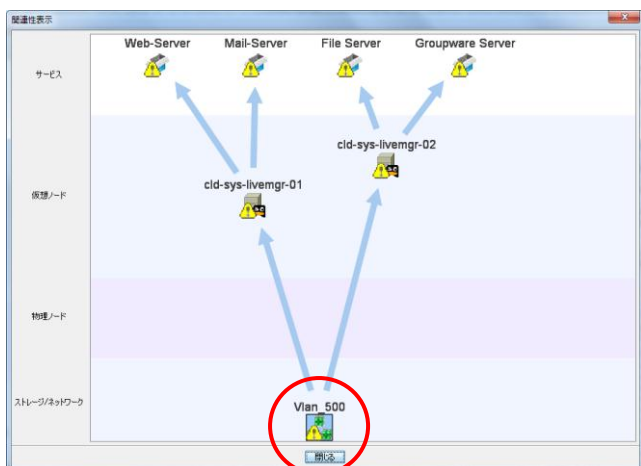 関連性表示
Web-Server Mail-Server File Server Groupware Server
サービス
cld-sys-livemgr-02
cld-sys-livemgr-01
仮想ノード
物理ノード
ストレージ/ネットワーク
Vlan_500
閉じる